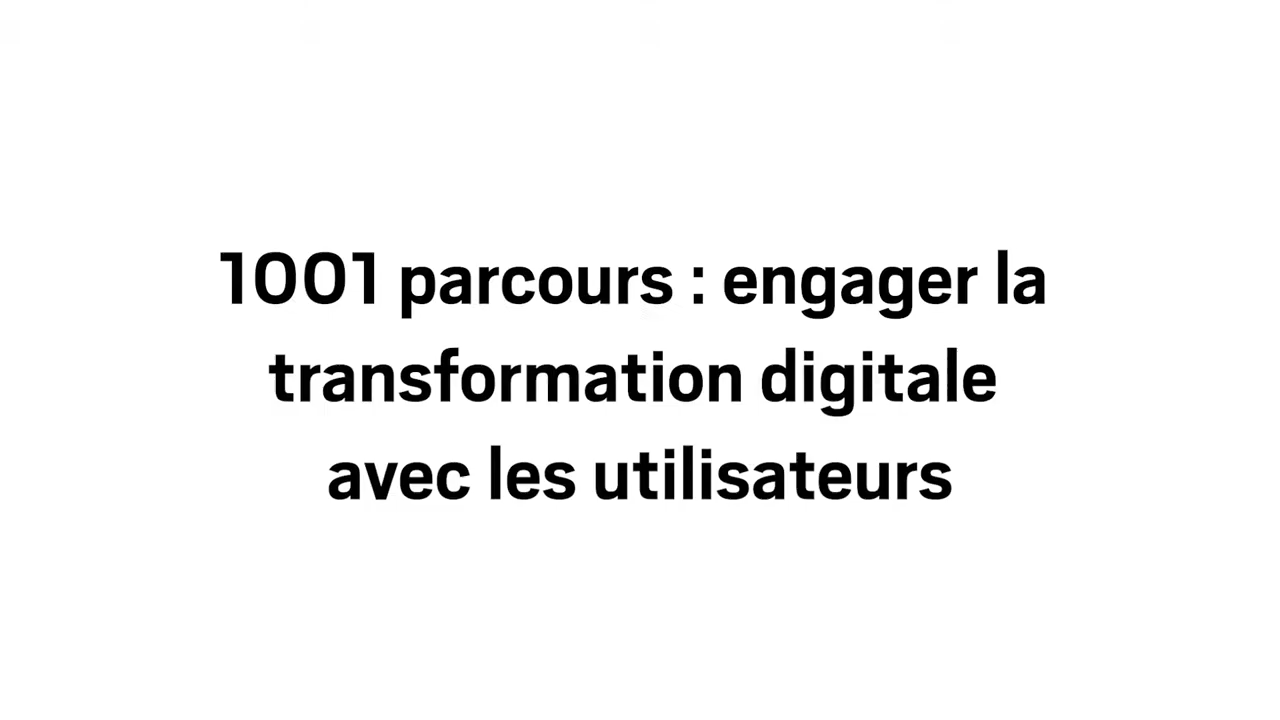 1001 parcours : engager la
transformation digitale
avec les utilisateurs